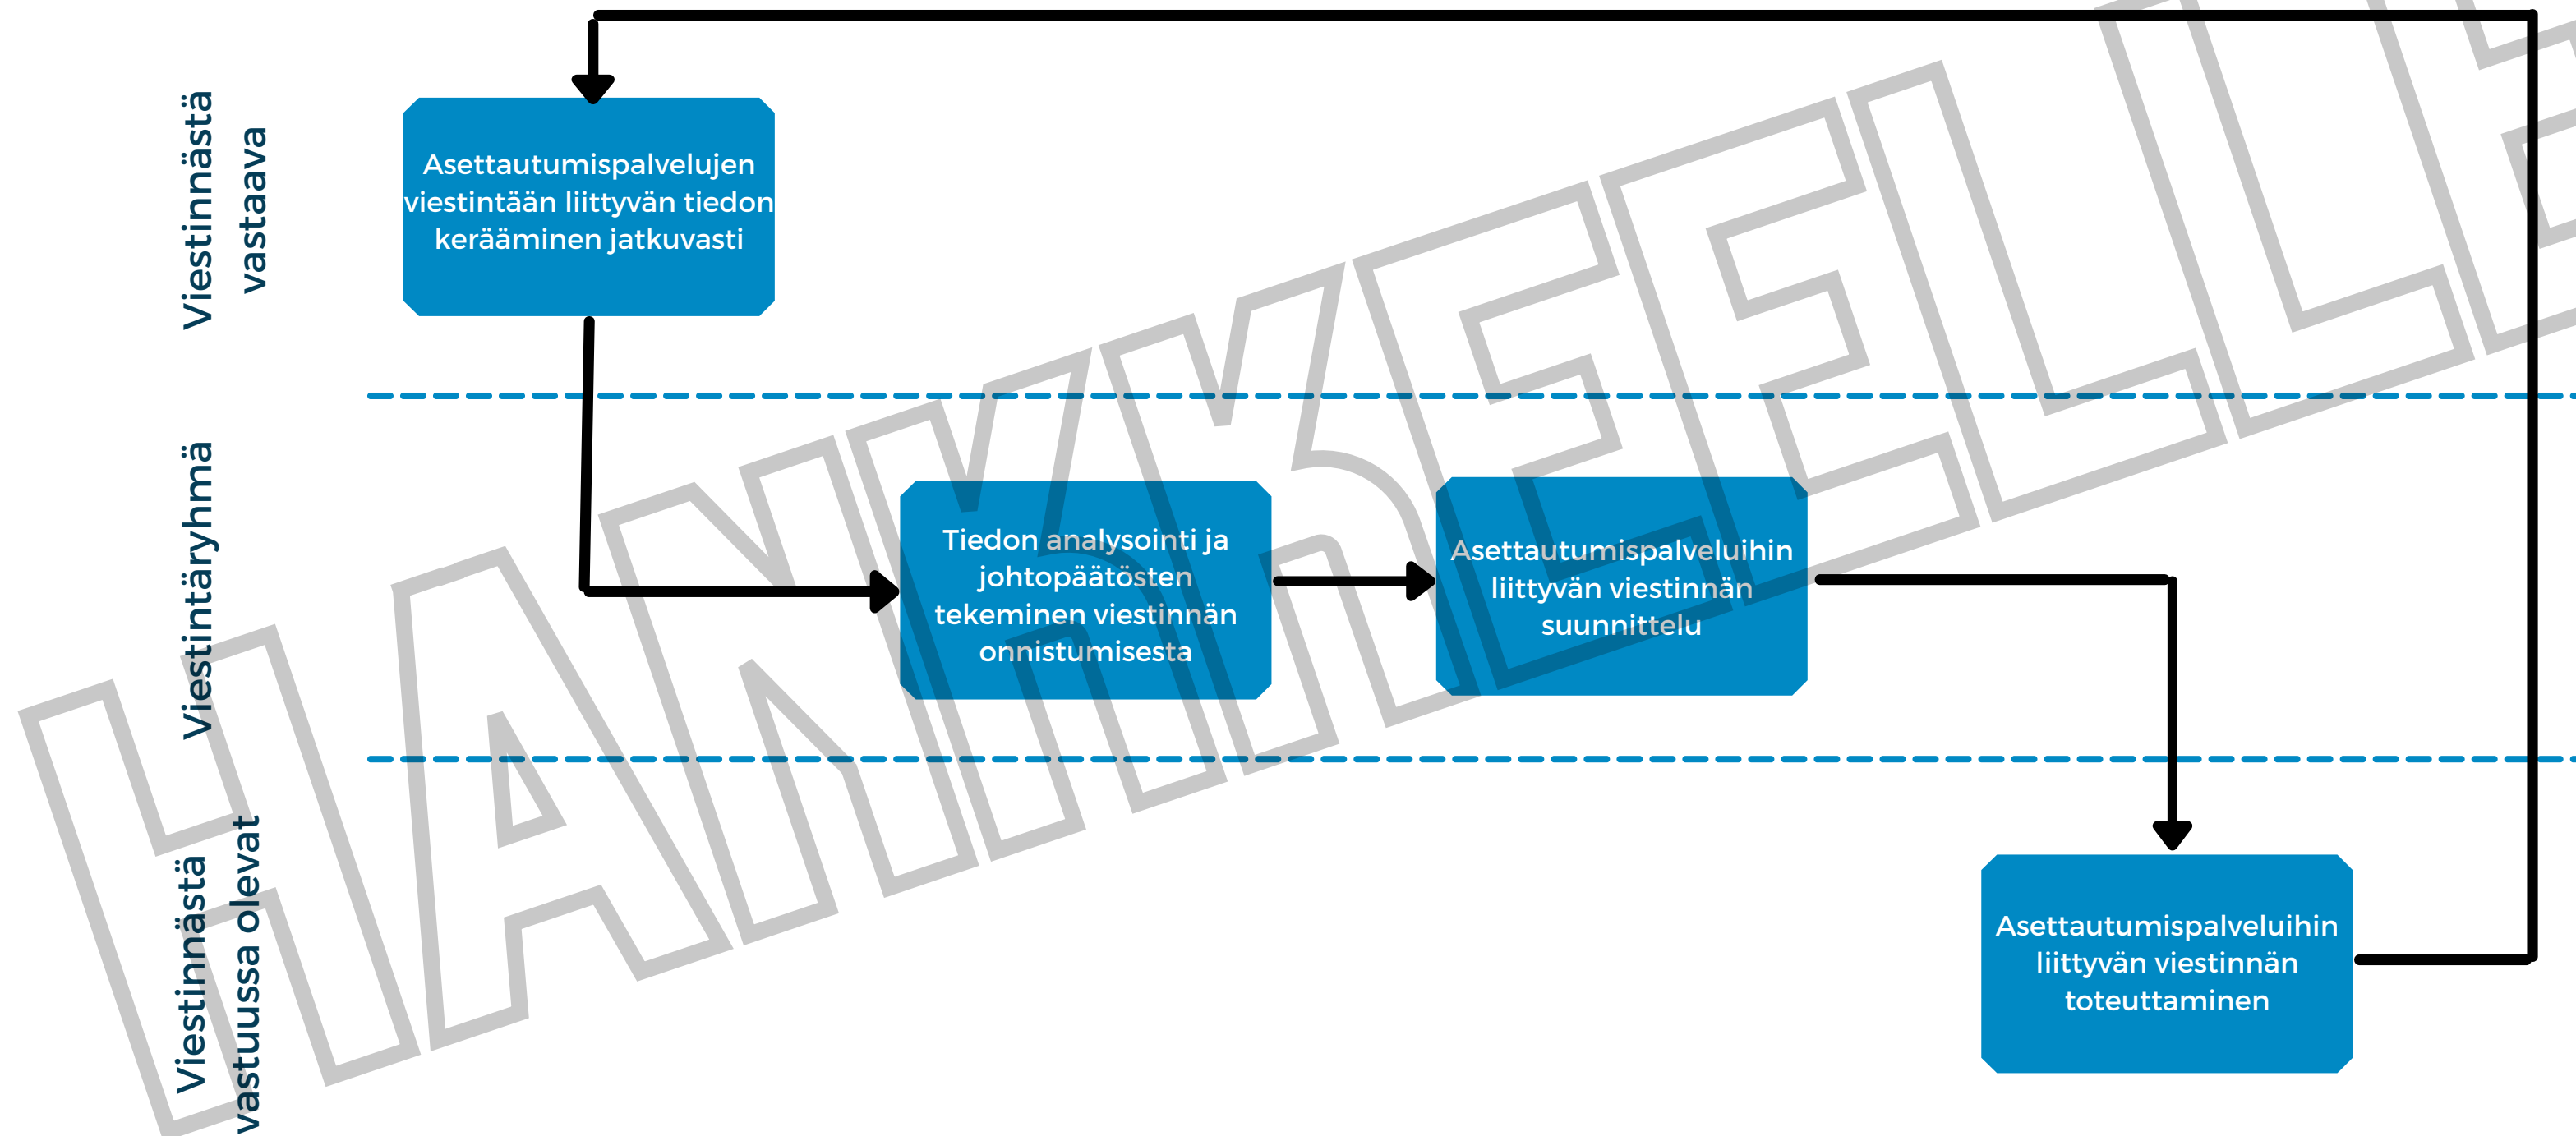 Viestinnästä
vastaava
Asettautumispalvelujen
viestintään liittyvän tiedon
kerääminen jatkuvasti
Viestintäryhmä
Tiedon analysointi ja
johtopäätösten
tekeminen viestinnän
onnistumisesta
Asettautumispalveluihin
liittyvän viestinnän
suunnittelu
Viestinnästä
vastuussa olevat
Asettautumispalveluihin
liittyvän viestinnän
toteuttaminen
HANKKEELLE